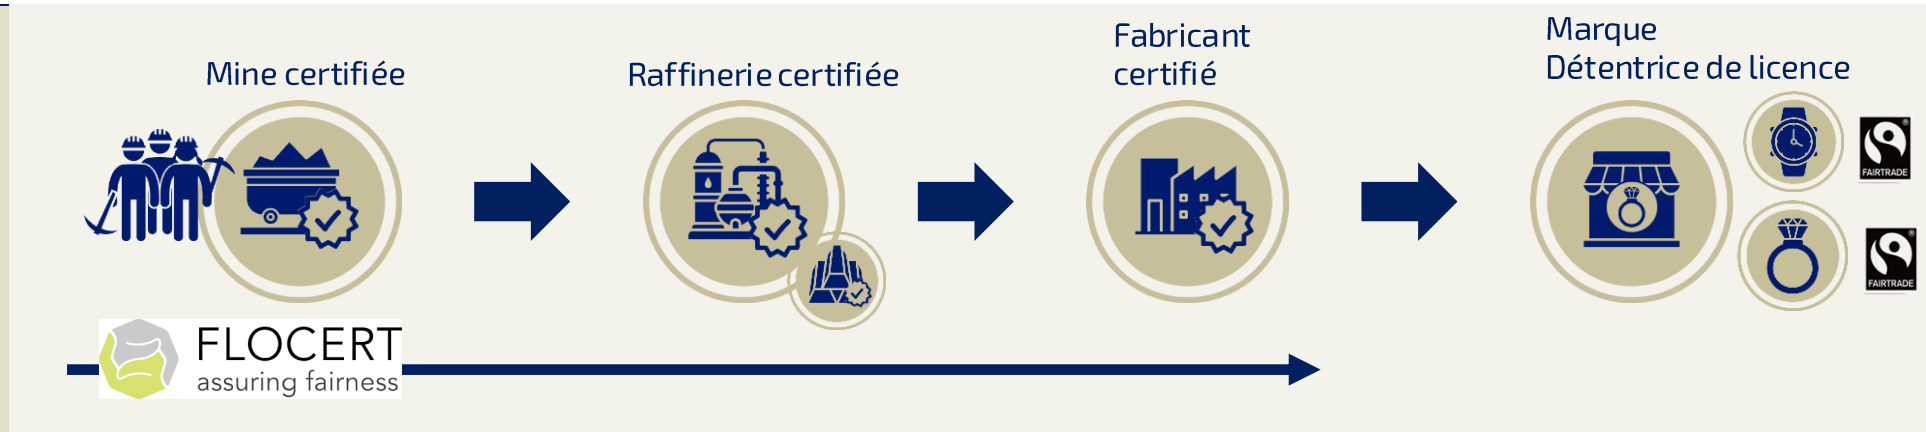 Mine certifiée
Raffinerie certifiée
Fabricant
certifié
Marque
Détentrice de licence
FAIRTRADE
FAIRTRADE
FLOCERT
assuring fairness